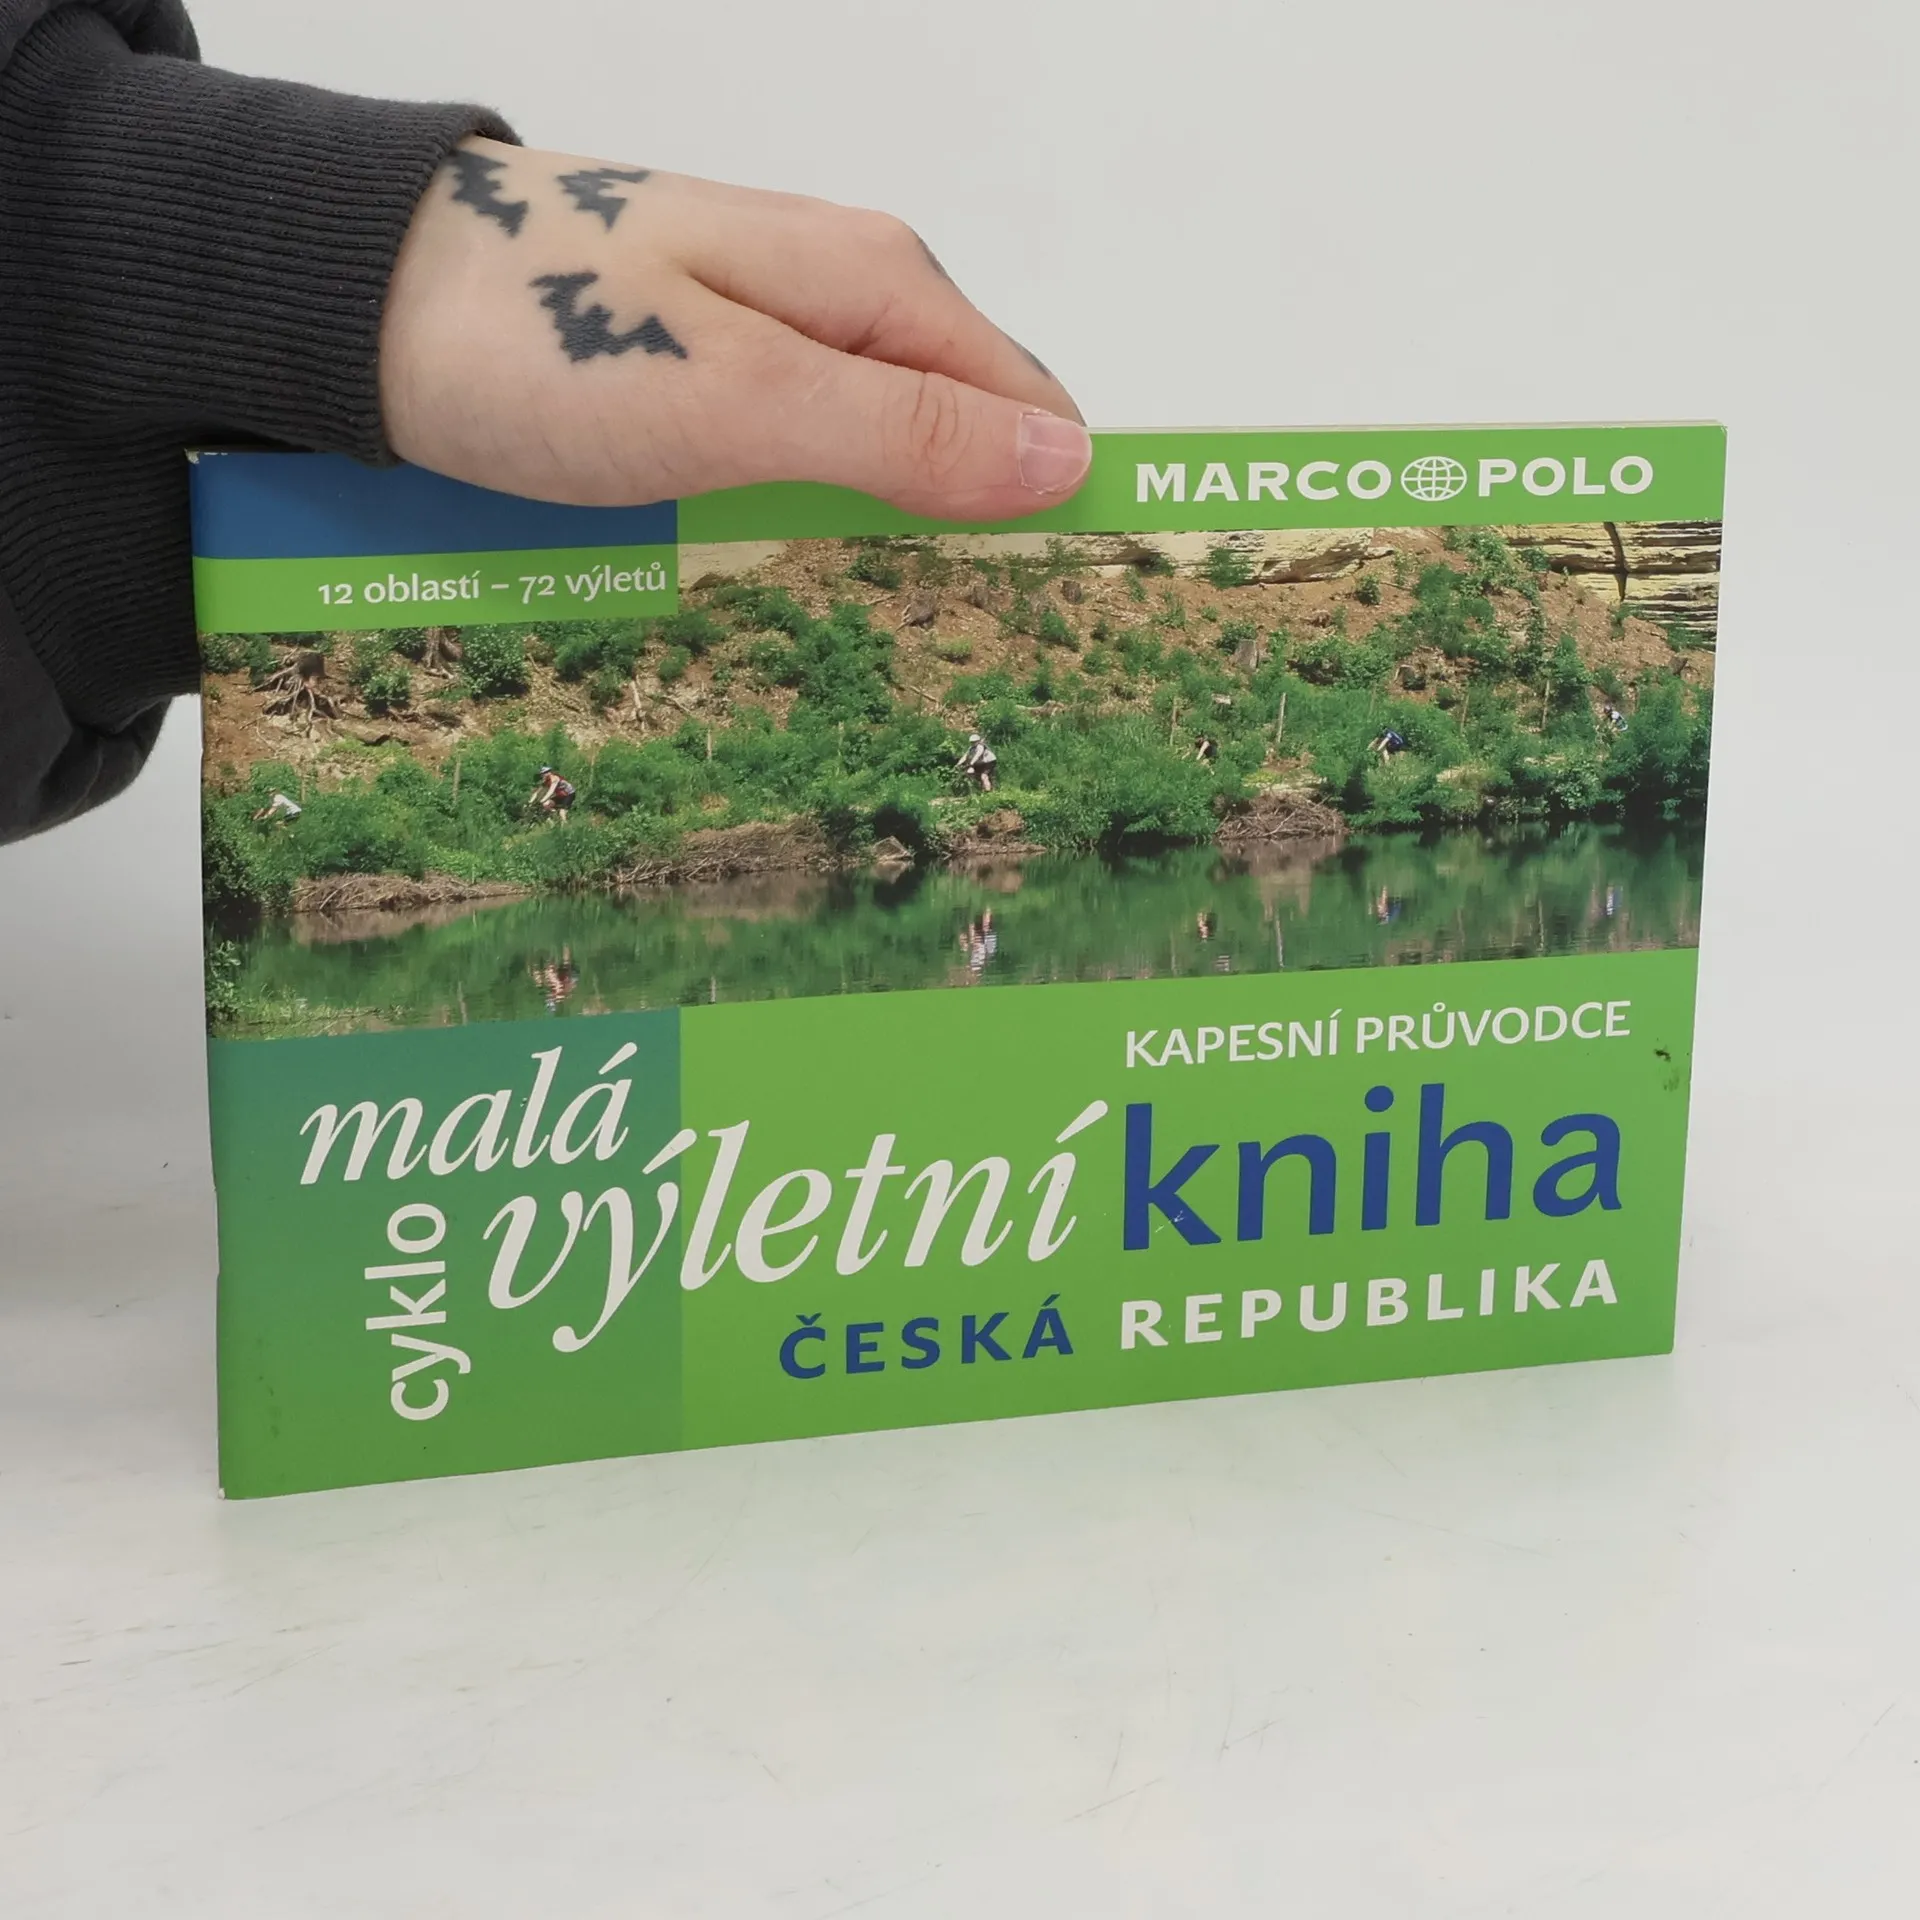 MARCO POLO
12 oblastí – 72 výletů
KAPESNÍ PRŮVODCE
malá
cyklo
výletní kniha
ČESKÁ REPUBLIKA